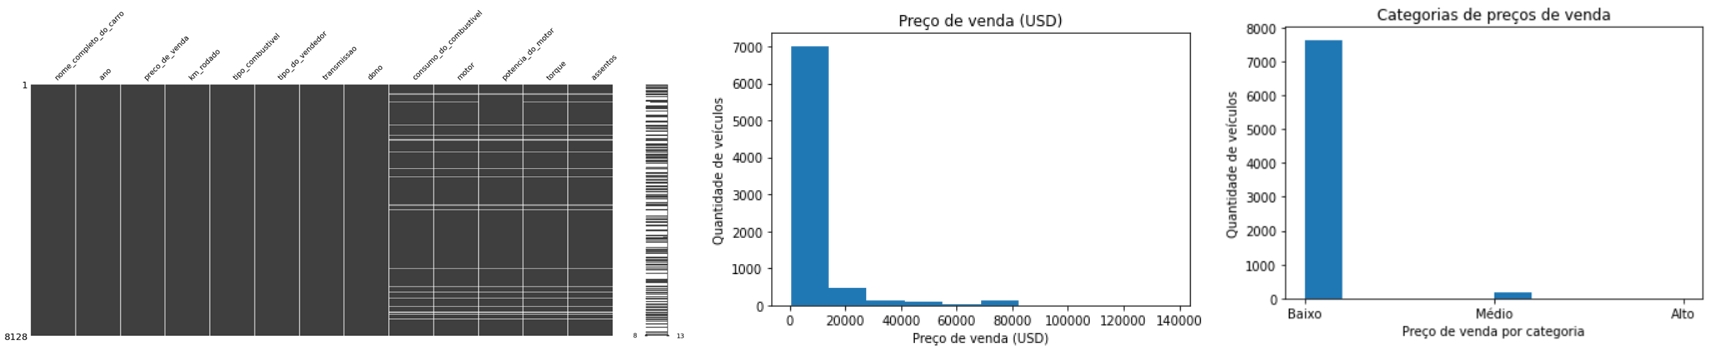 nome_completo_do_carro
ano
preco_de_venda
km_rodado
tipo_combustivel
tipo_do_vendedor
transmissao
dono
consumo_do_combustivel
motor
potencia_do_motor
torque
assentos
1
8128
8
13
Preço de venda (USD)
Quantidade de veículos
7000
6000
5000
4000
3000
2000
1000
0
0 20000 40000 60000 80000 100000 120000 140000
Preço de venda (USD)
Categorias de preços de venda
Quantidade de veículos
8000
7000
6000
5000
4000
3000
2000
1000
0
Baixo Médio Alto
Preço de venda por categoria